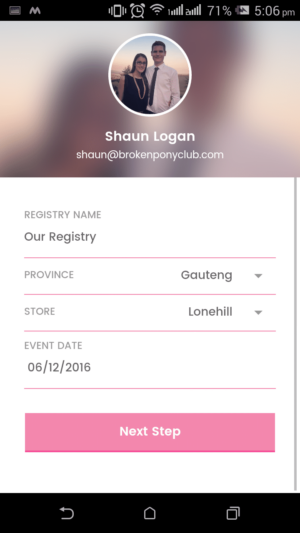 71% 5:06 pm
Shaun Logan
shaun@brokenponyclub.com
REGISTRY NAME
Our Registry
PROVINCE Gauteng
STORE Lonehill
EVENT DATE
06/12/2016
Next Step